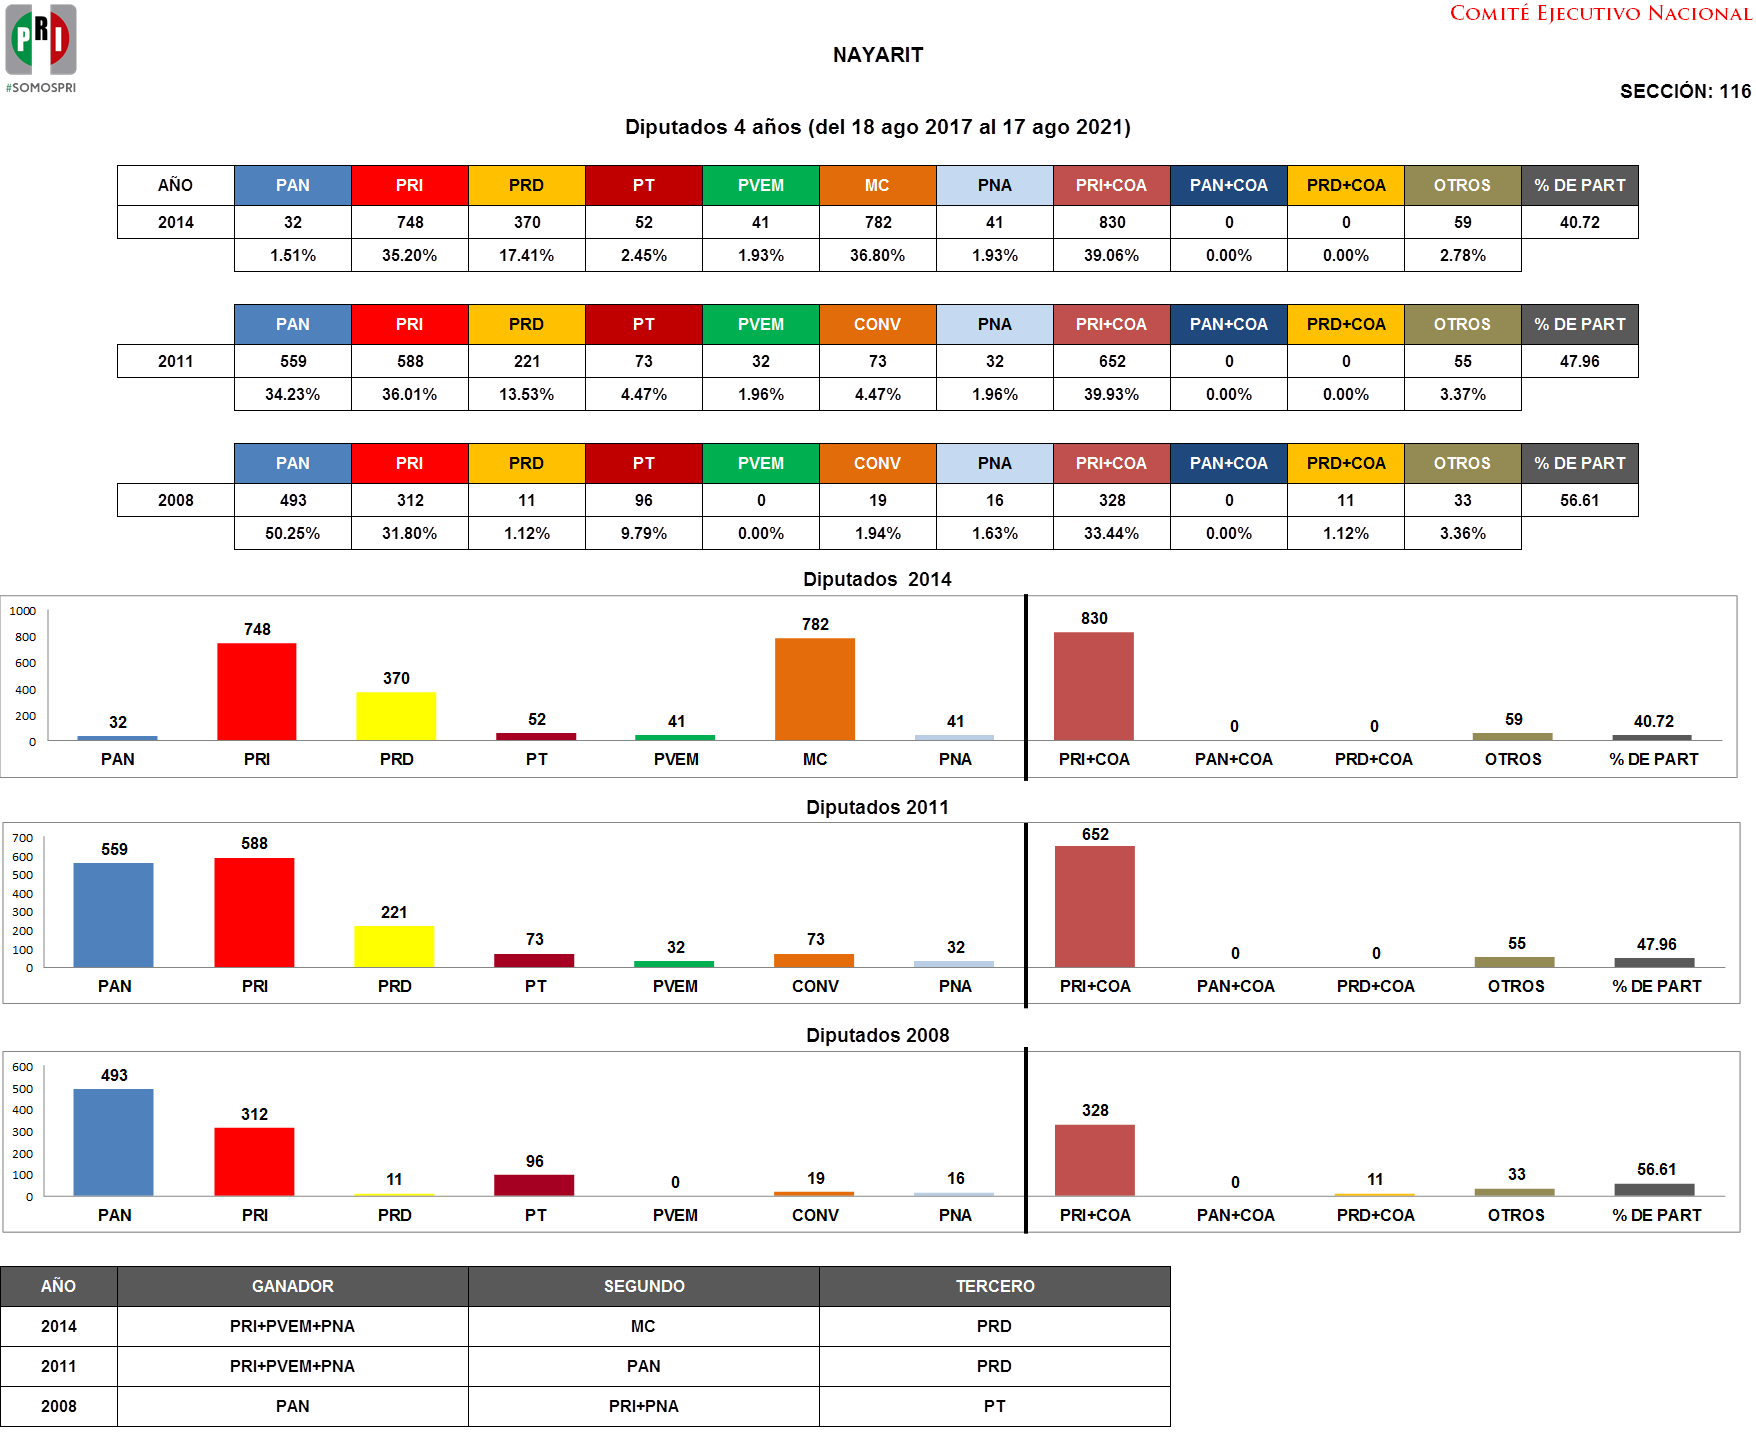 PRI
#SOMOSPRI
COMITÉ EJECUTIVO NACIONAL
NAYARIT
SECCIÓN: 116
Diputados 4 años (del 18 ago 2017 al 17 ago 2021)
AÑO PAN PRI PRD PT PVEM MC PNA PRI+COA PAN+COA PRD+COA OTROS % DE PART
2014 32 748 370 52 41 782 41 830 0 0 59 40.72
1.51% 35.20% 17.41% 2.45% 1.93% 36.80% 1.93% 39.06% 0.00% 0.00% 2.78%
PAN PRI PRD PT PVEM CONV PNA PRI+COA PAN+COA PRD+COA OTROS % DE PART
2011 559 588 221 73 32 73 32 652 0 0 55 47.96
34.23% 36.01% 13.53% 4.47% 1.96% 4.47% 1.96% 39.93% 0.00% 0.00% 3.37%
PAN PRI PRD PT PVEM CONV PNA PRI+COA PAN+COA PRD+COA OTROS % DE PART
2008 493 312 11 96 0 19 16 328 0 11 33 56.61
50.25% 31.80% 1.12% 9.79% 0.00% 1.94% 1.63% 33.44% 0.00% 1.12% 3.36%
Diputados 2014
1000
800
600
400
200
0
32 748 370 52 41 782 41 830 0 0 59 40.72
PAN PRI PRD PT PVEM MC PNA PRI+COA PAN+COA PRD+COA OTROS % DE PART
Diputados 2011
700
600
500
400
300
200
100
0
559 588 221 73 32 73 32 652 0 0 55 47.96
PAN PRI PRD PT PVEM CONV PNA PRI+COA PAN+COA PRD+COA OTROS % DE PART
Diputados 2008
600
500
400
300
200
100
0
493 312 11 96 0 19 16 328 0 11 33 56.61
PAN PRI PRD PT PVEM CONV PNA PRI+COA PAN+COA PRD+COA OTROS % DE PART
AÑO GANADOR SEGUNDO TERCERO
2014 PRI+PVEM+PNA MC PRD
2011 PRI+PVEM+PNA PAN PRD
2008 PAN PRI+PNA PT